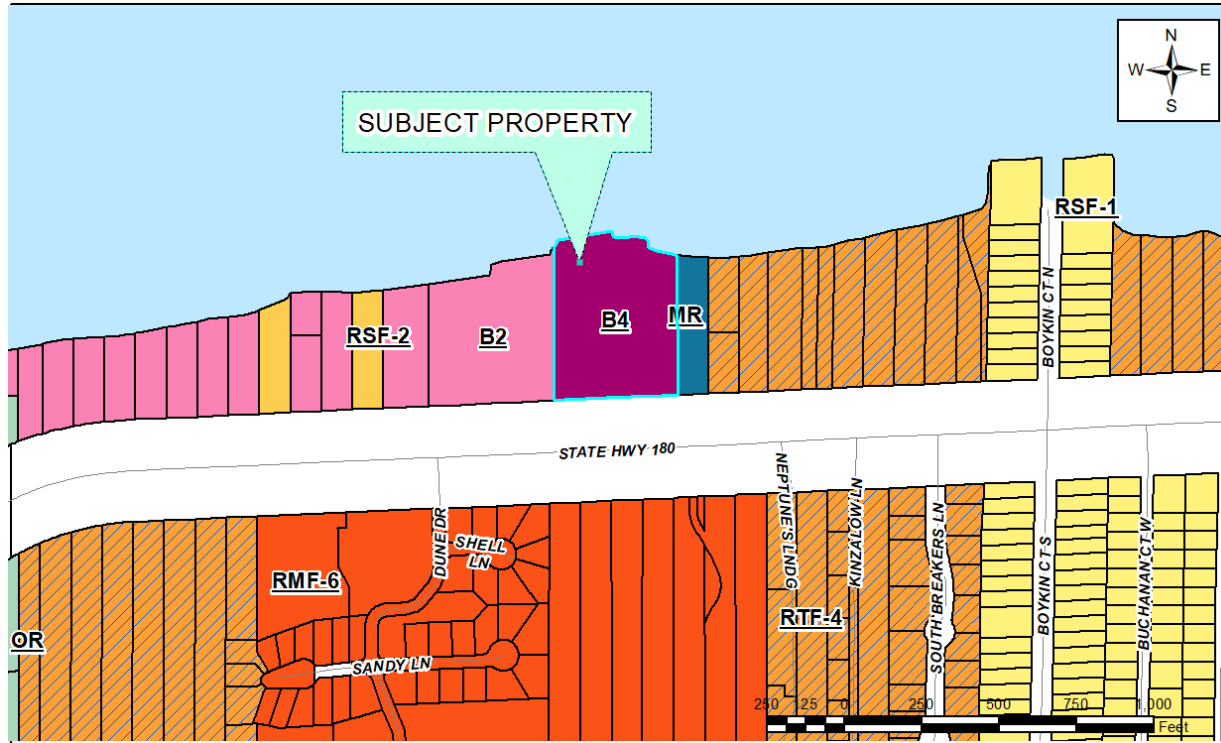 N
W E
S
SUBJECT PROPERTY
RSF-1
BOYKIN CT N
RSF-2
B2
B4
MR
STATE HWY 180
NEPTUNE'S LNDG
KINZALOW LN
SOUTH BREAKERS LN
BOYKIN CT S
BUCHANAN CT W
DUNE DR
SHELL
LN
RMF-6
RTF-4
OR
SANDY LN
250 125 0 250 500 750 1,000
Feet